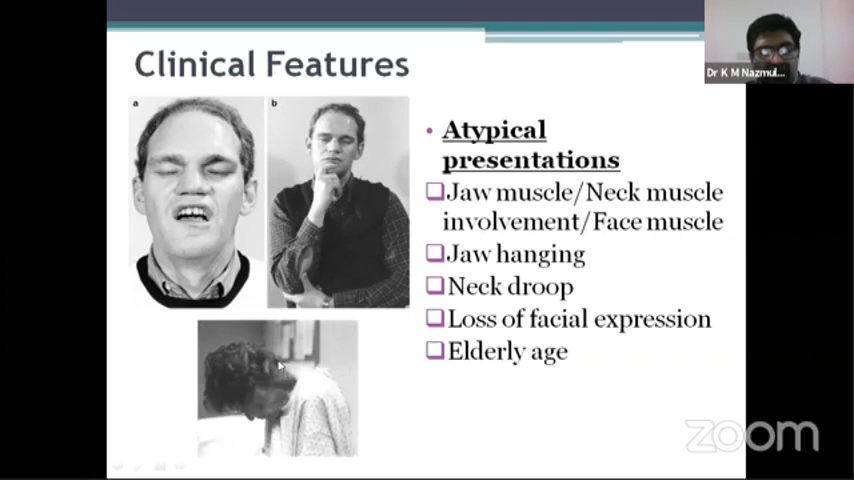 Clinical Features
Dr K M Nazmul...
a
b
• Atypical
presentations
❑Jaw muscle/Neck muscle
involvement/Face muscle
❑Jaw hanging
❑Neck droop
❑Loss of facial expression
❑Elderly age
zoom